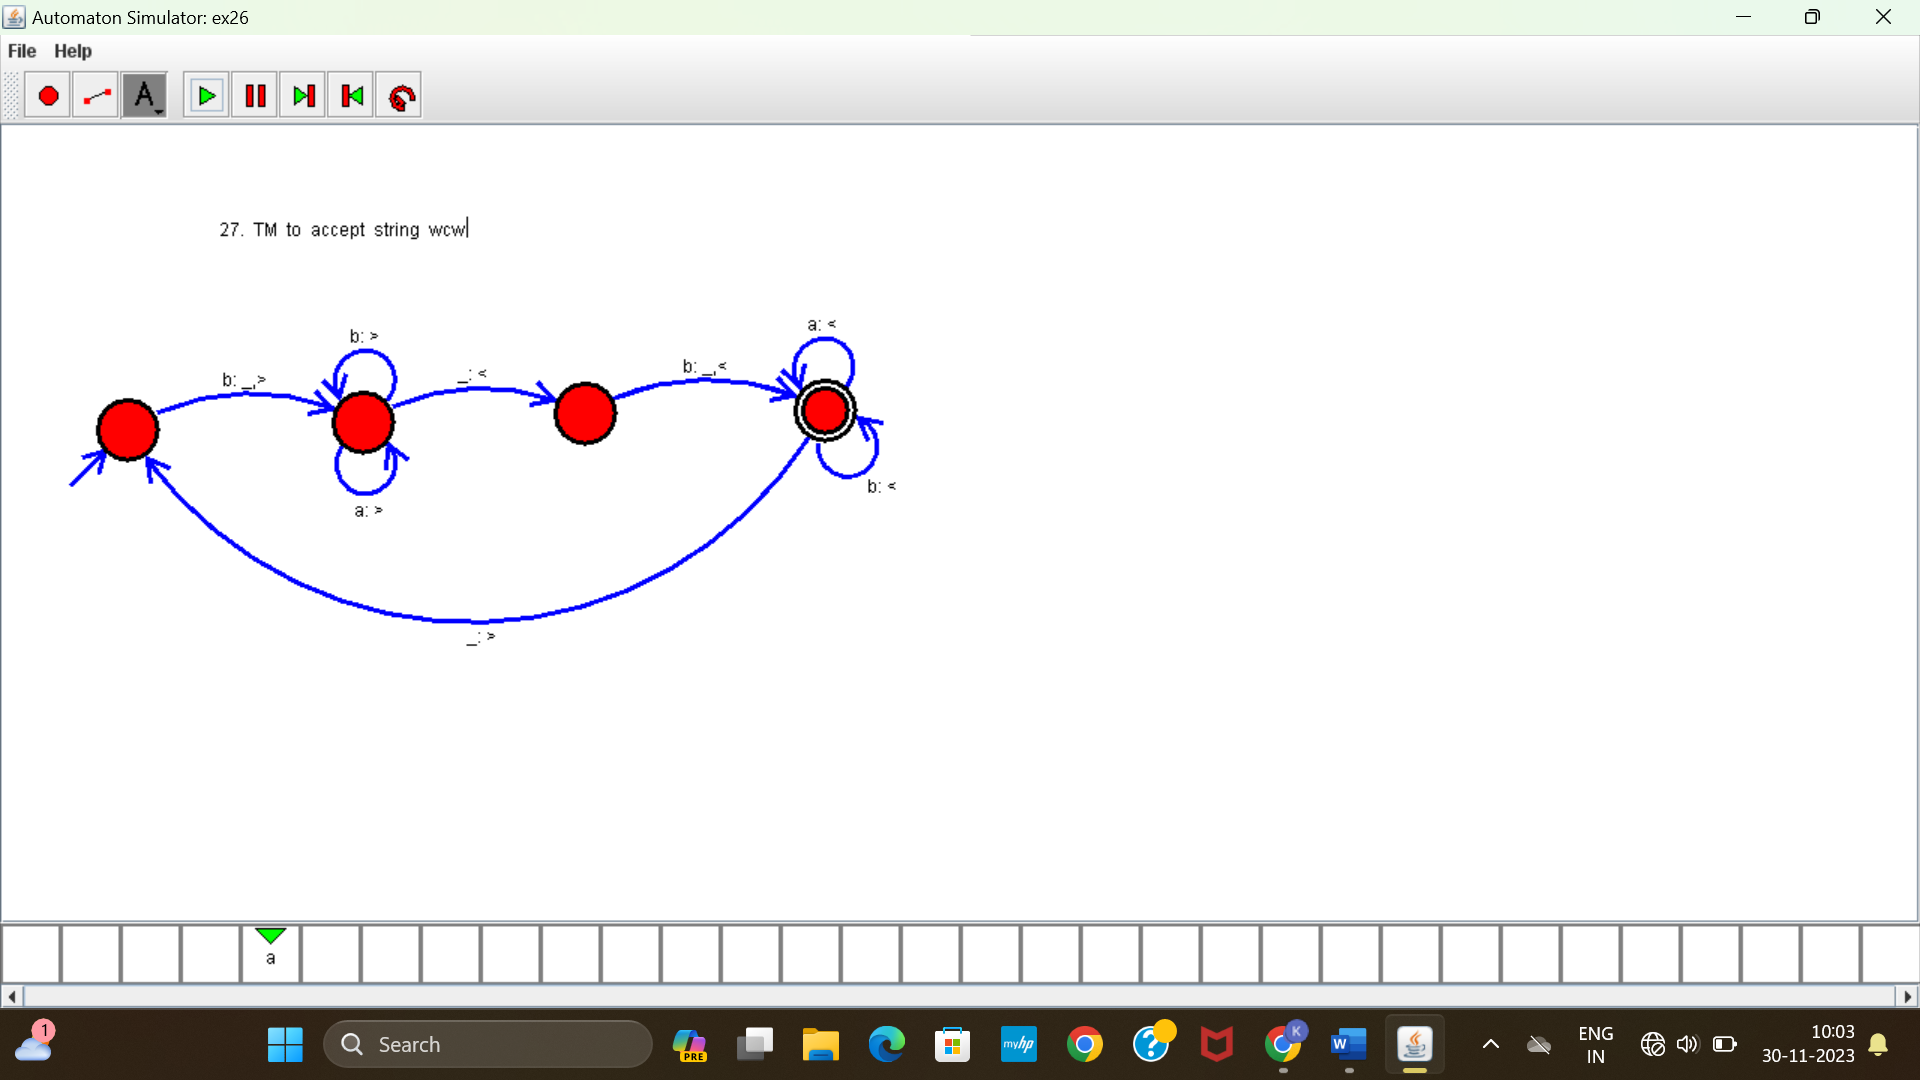 Automaton Simulator: ex26
File Help
A
27. TM to accept string wcw
b: >
a: <
b: _,>
_: <
b: _,<
a: >
b: <
_: >
a
1
Search
PRE
myhp
?
K
W
ENG
IN
10:03
30-11-2023